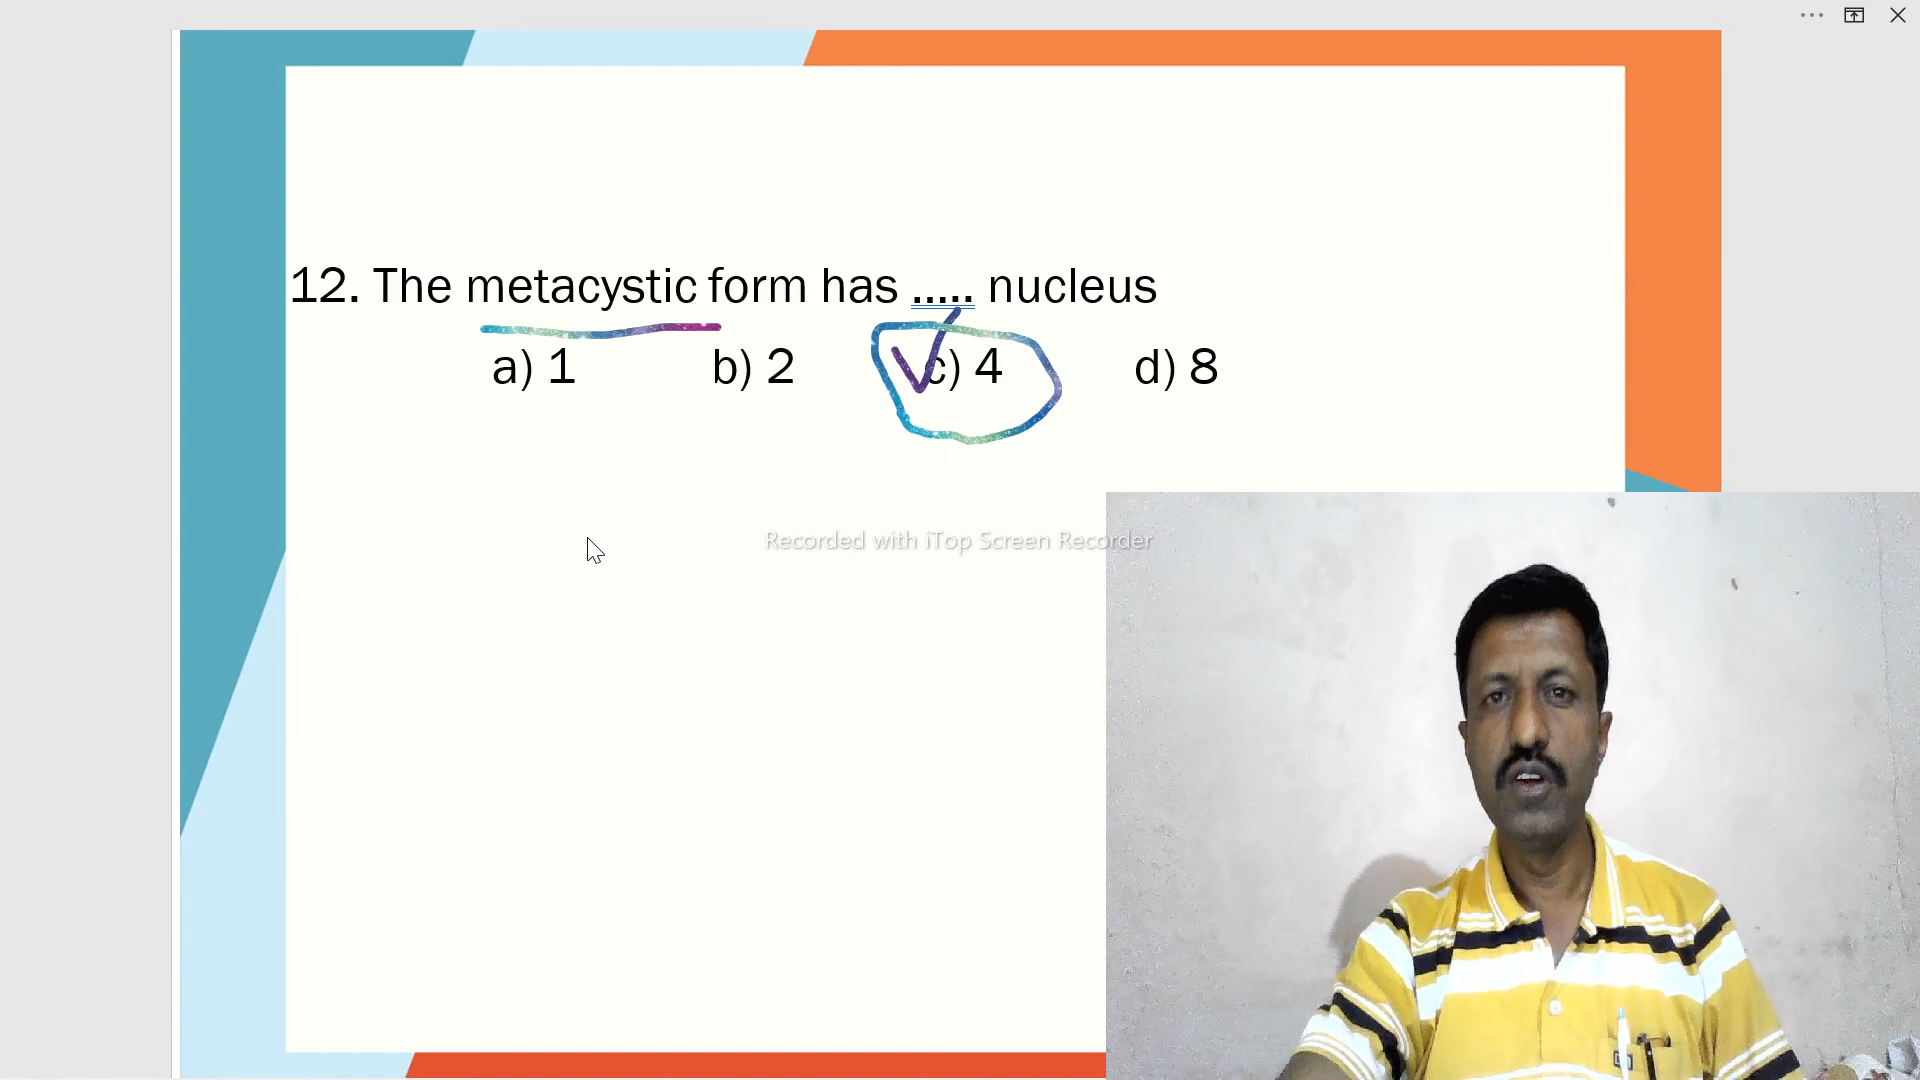 12. The metacystic form has ..... nucleus
a) 1 b) 2 c) 4 d) 8
Recorded with iTop Screen Recorder